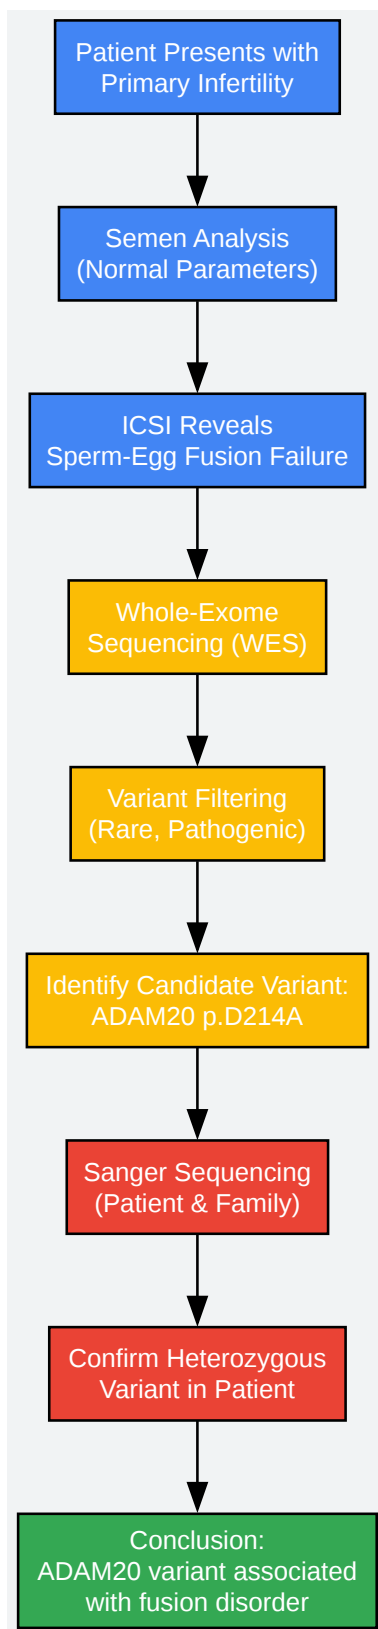 Patient Presents with
Primary Infertility
Semen Analysis
(Normal Parameters)
ICSI Reveals
Sperm-Egg Fusion Failure
Whole-Exome
Sequencing (WES)
Variant Filtering
(Rare, Pathogenic)
Identify Candidate Variant:
ADAM20 p.D214A
Sanger Sequencing
(Patient & Family)
Confirm Heterozygous
Variant in Patient
Conclusion:
ADAM20 variant associated
with fusion disorder